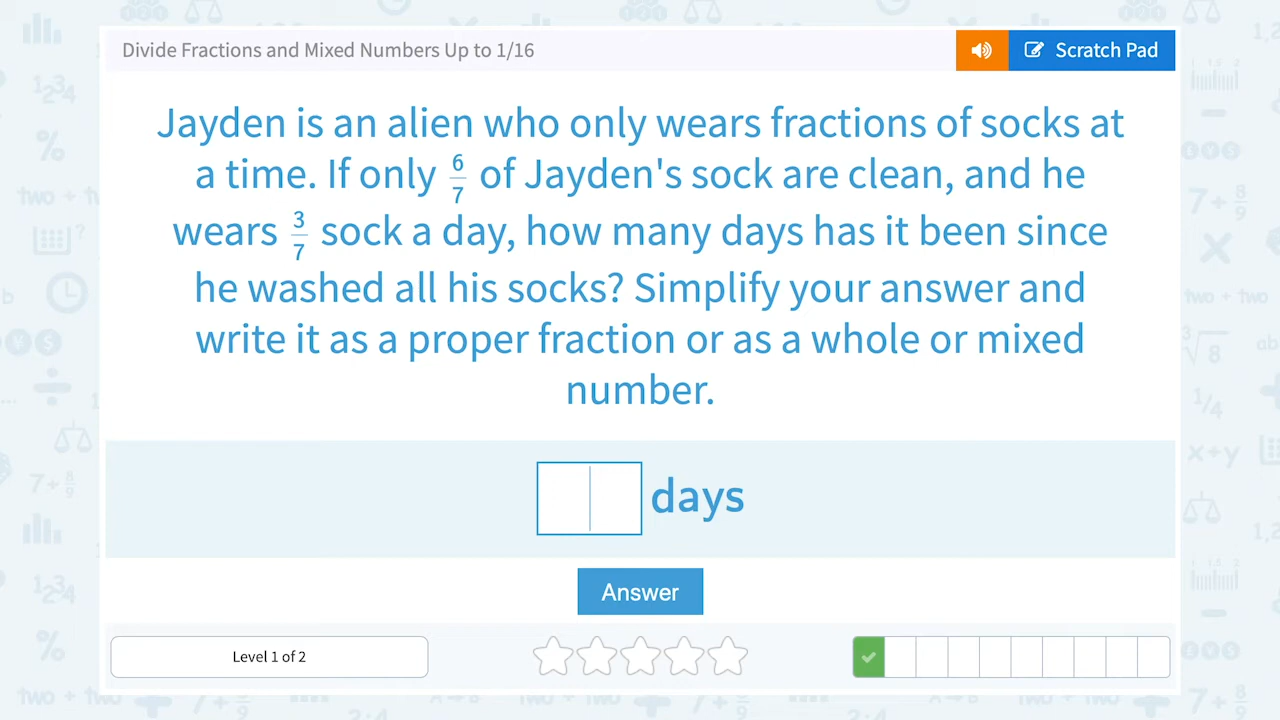 Divide Fractions and Mixed Numbers Up to 1/16
Scratch Pad
Jayden is an alien who only wears fractions of socks at
a time. If only 6/7 of Jayden's sock are clean, and he
wears 3/7 sock a day, how many days has it been since
he washed all his socks? Simplify your answer and
write it as a proper fraction or as a whole or mixed
number.
days
Answer
Level 1 of 2